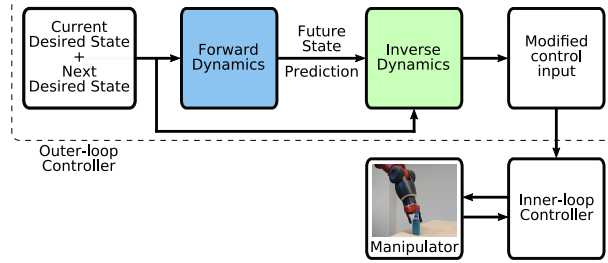 Current
Desired State
+
Next
Desired State
Forward
Dynamics
Future
State
Prediction
Inverse
Dynamics
Modified
control
input
Outer-loop
Controller
Manipulator
Inner-loop
Controller